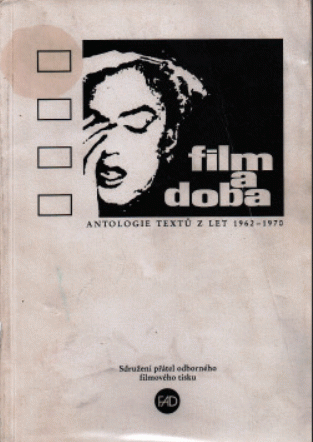 film
a
doba
ANTOLOGIE TEXTŮ Z LET 1962–1970
Sdružení přátel odborného
filmového tisku
FAD